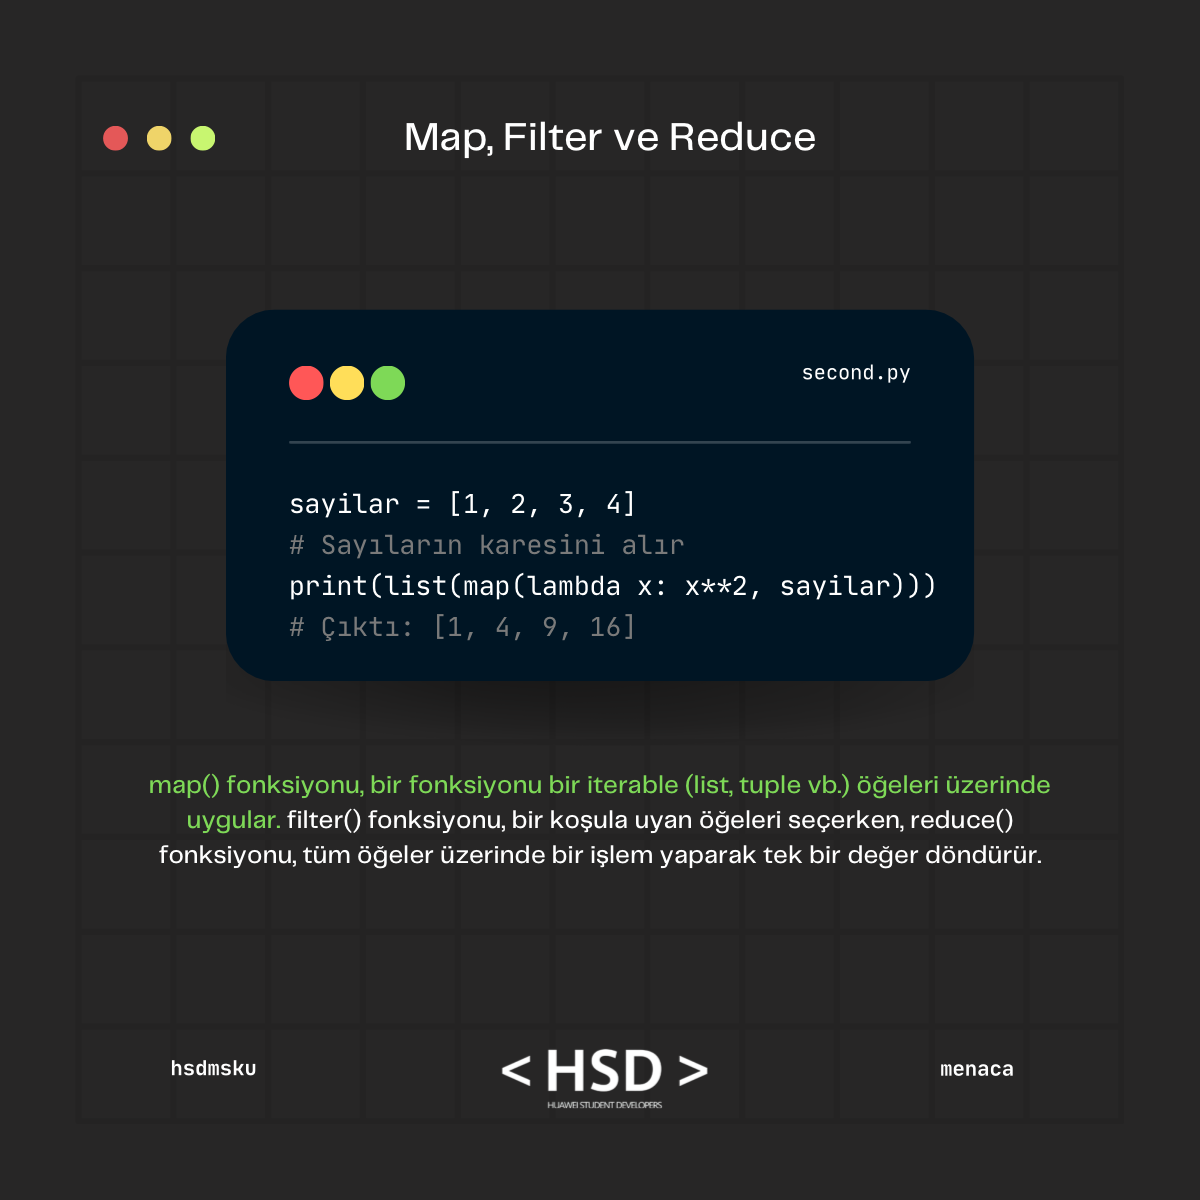 Map, Filter ve Reduce
second.py
sayilar = [1, 2, 3, 4]
# Sayıların karesini alır
print(list(map(lambda x: x**2, sayilar)))
# Çıktı: [1, 4, 9, 16]
map() fonksiyonu, bir fonksiyonu bir iterable (list, tuple vb.) öğeleri üzerinde
uygular. filter() fonksiyonu, bir koşula uyan öğeleri seçerken, reduce()
fonksiyonu, tüm öğeler üzerinde bir işlem yaparak tek bir değer döndürür.
hsdmsku
< HSD >
HUAWEI STUDENT DEVELOPERS
menaca